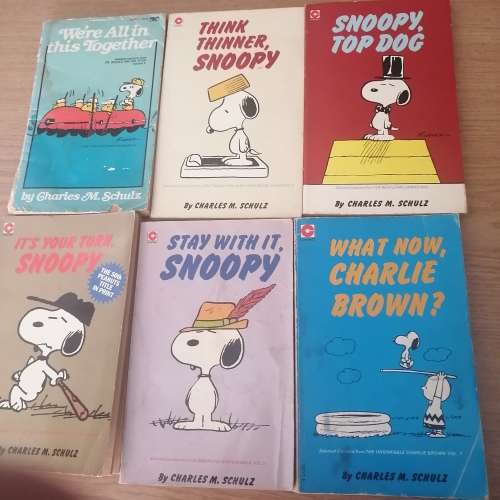 We're All in
this Together
by Charles M. Schulz
THINK
THINNER,
SNOOPY
By CHARLES M. SCHULZ
SNOOPY,
TOP DOG
By CHARLES M. SCHULZ
IT'S YOUR TURN,
SNOOPY
THE 50th
PEANUTS
TITLE
IN PRINT
By CHARLES M. SCHULZ
STAY WITH IT,
SNOOPY
By CHARLES M. SCHULZ
WHAT NOW,
CHARLIE
BROWN?
By CHARLES M. SCHULZ